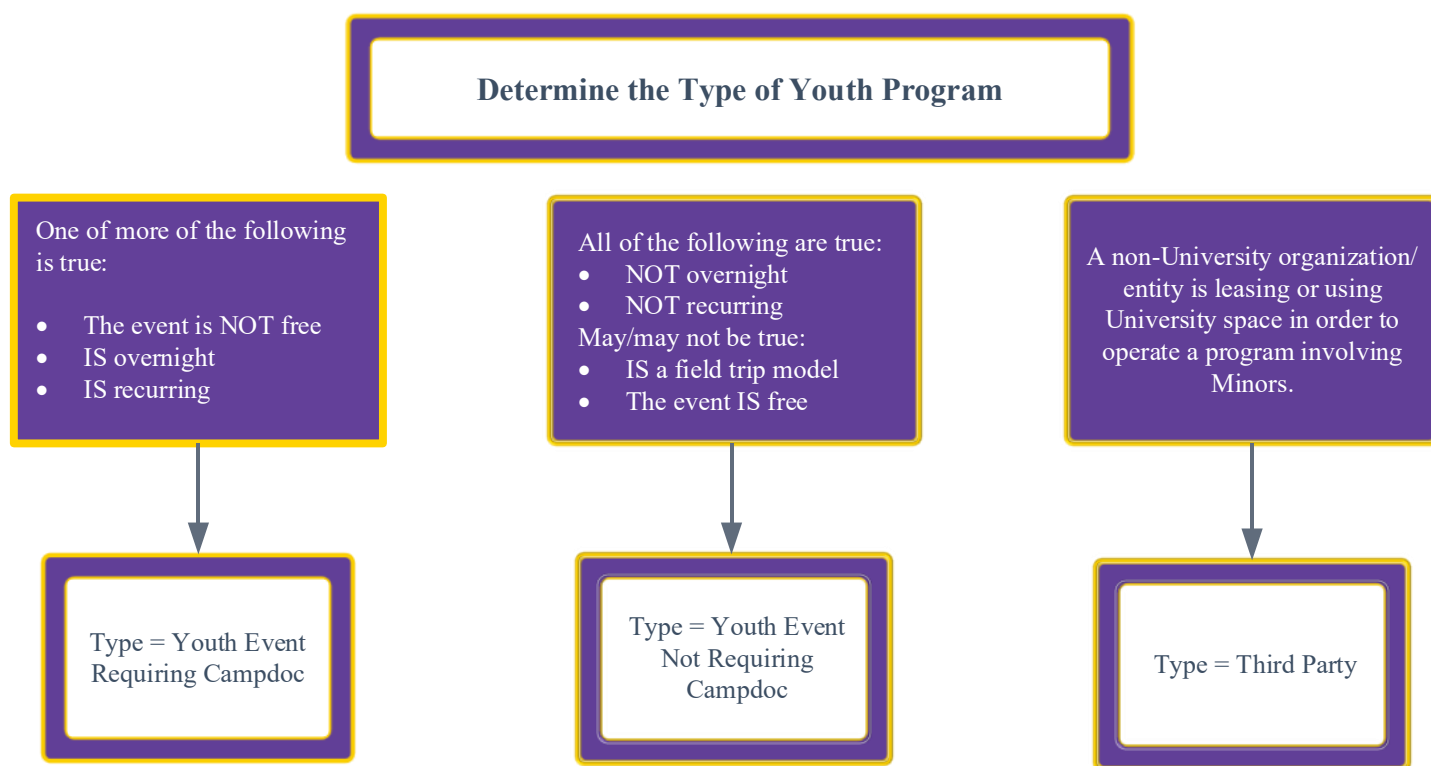 Determine the Type of Youth Program
One of more of the following
is true:
• The event is NOT free
• IS overnight
• IS recurring
All of the following are true:
• NOT overnight
• NOT recurring
May/may not be true:
• IS a field trip model
• The event IS free
A non-University organization/
entity is leasing or using
University space in order to
operate a program involving
Minors.
Type = Youth Event
Requiring Campdoc
Type = Youth Event
Not Requiring
Campdoc
Type = Third Party